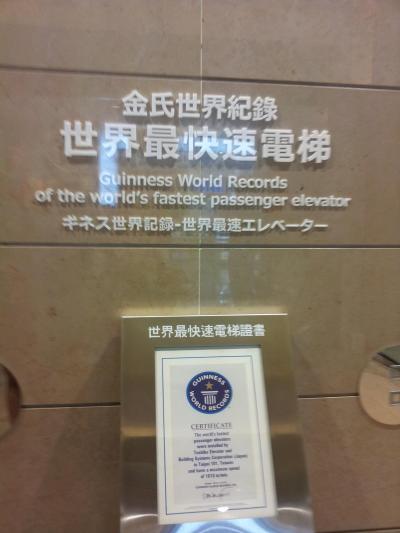 金氏世界紀錄
世界最快速電梯
Guinness World Records
of the world's fastest passenger elevator
ギネス世界記録-世界最速エレベーター
世界最快速電梯證書
GUINNESS
WORLD RECORDS
CERTIFICATE
The world's fastest
passenger elevators
were installed by
Toshiba Elevator and
Building Systems Corporation (Japan)
in Taipei 101, Taiwan
and have a maximum speed
of 1010 m/min.